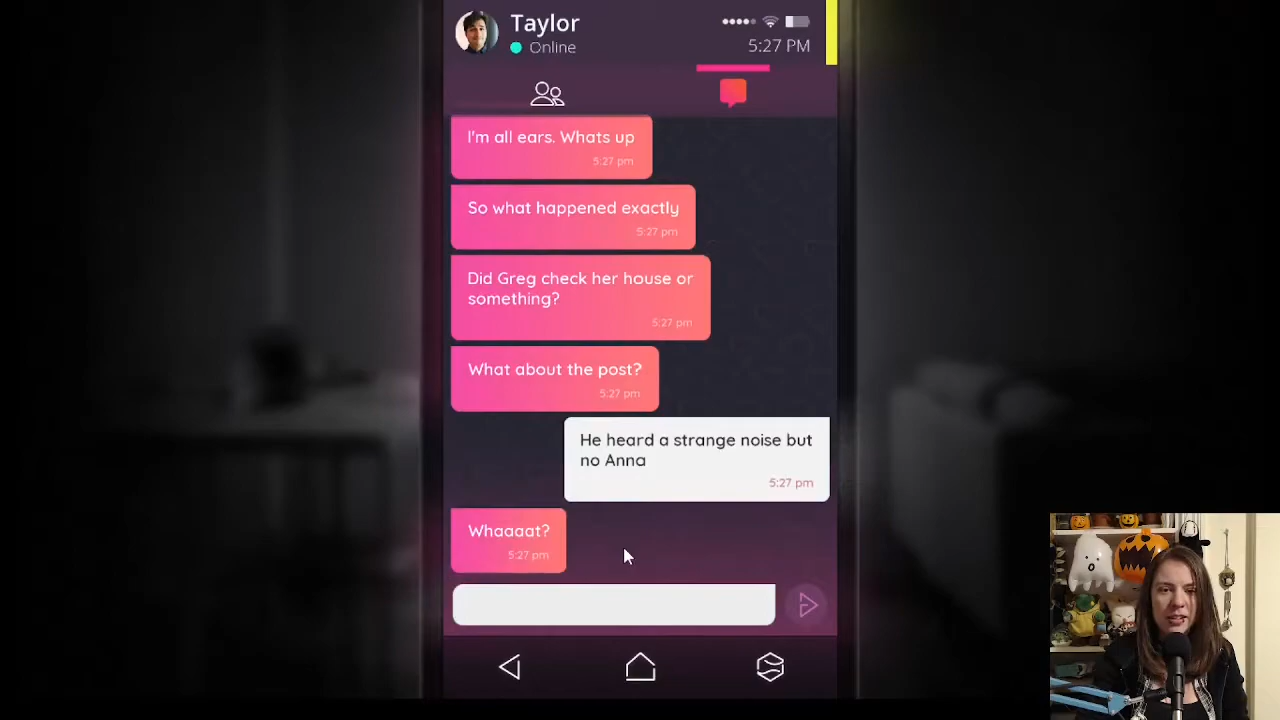 Taylor
Online
5:27 PM
I'm all ears. Whats up
5:27 pm
So what happened exactly
5:27 pm
Did Greg check her house or
something?
5:27 pm
What about the post?
5:27 pm
He heard a strange noise but
no Anna
5:27 pm
Whaaaat?
5:27 pm